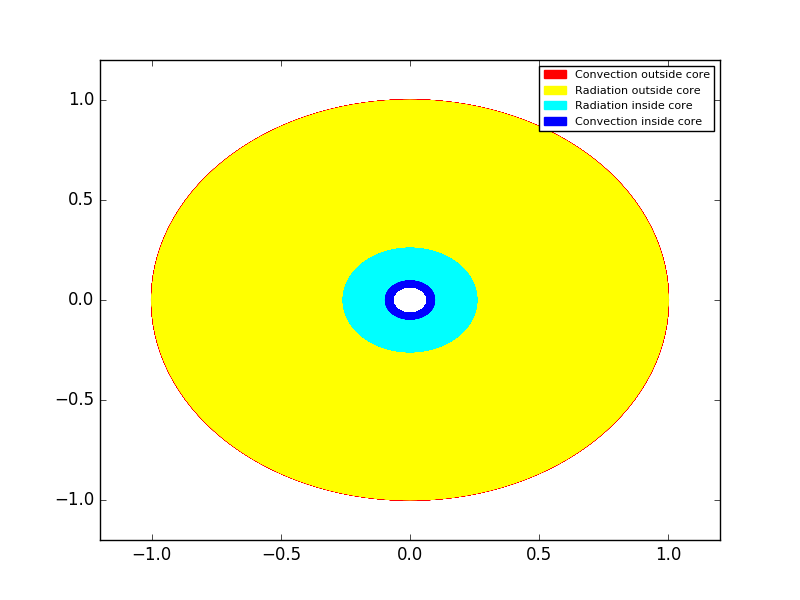 Convection outside core
Radiation outside core
Radiation inside core
Convection inside core
1.0
0.5
0.0
−0.5
−1.0
−1.0 −0.5 0.0 0.5 1.0